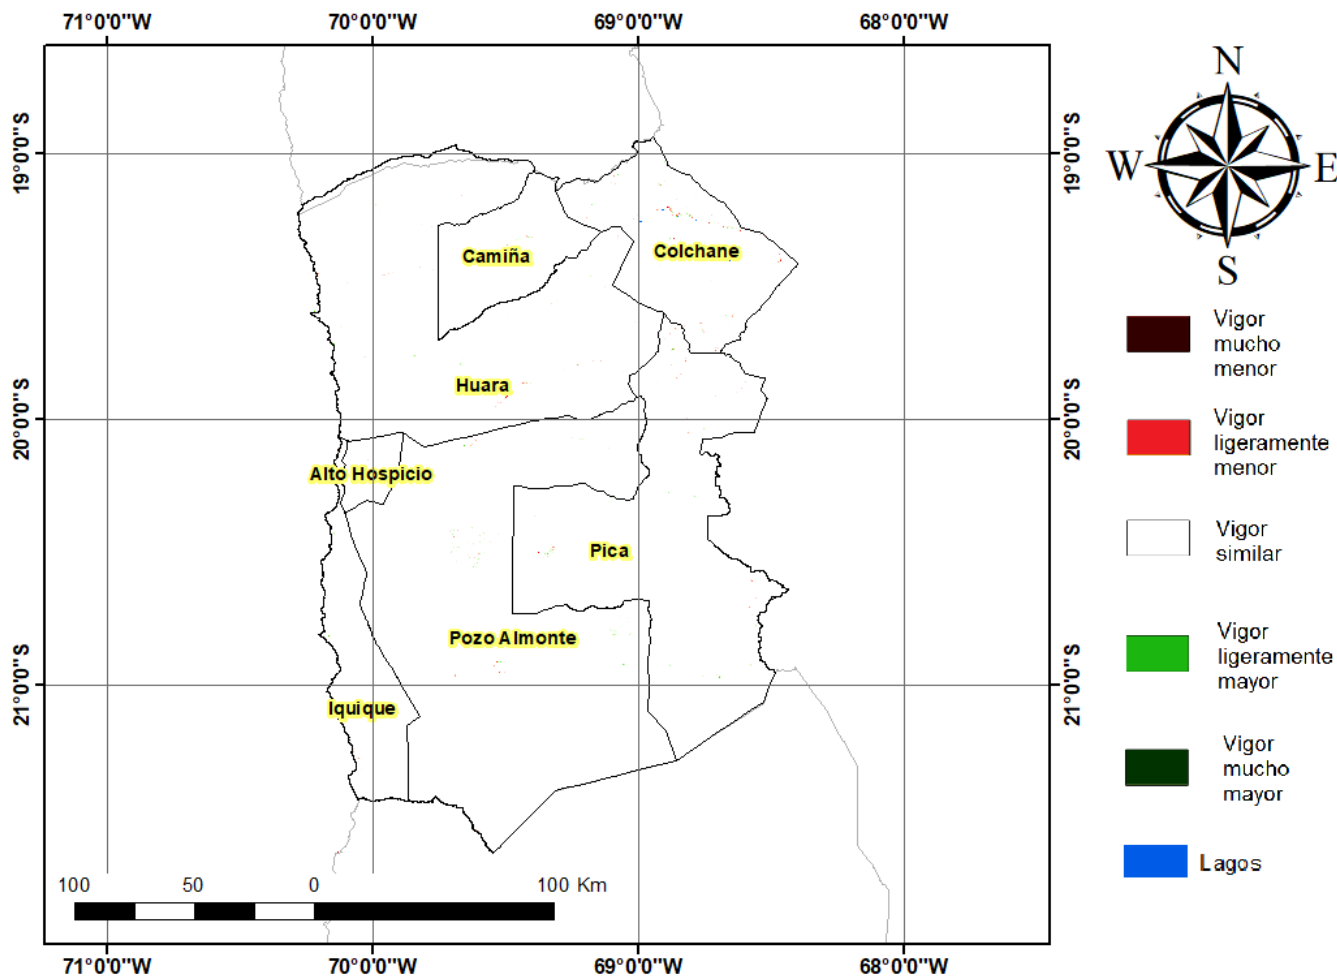 71°0'0"W 70°0'0"W 69°0'0"W 68°0'0"W
19°0'0"S
19°0'0"S
20°0'0"S
20°0'0"S
21°0'0"S
21°0'0"S
Camiña
Colchane
Huara
Alto Hospicio
Pica
Pozo Almonte
Iquique
100 50 0 100 Km
71°0'0"W 70°0'0"W 69°0'0"W 68°0'0"W
N
W
E
S
Vigor
mucho
menor
Vigor
ligeramente
menor
Vigor
similar
Vigor
ligeramente
mayor
Vigor
mucho
mayor
Lagos